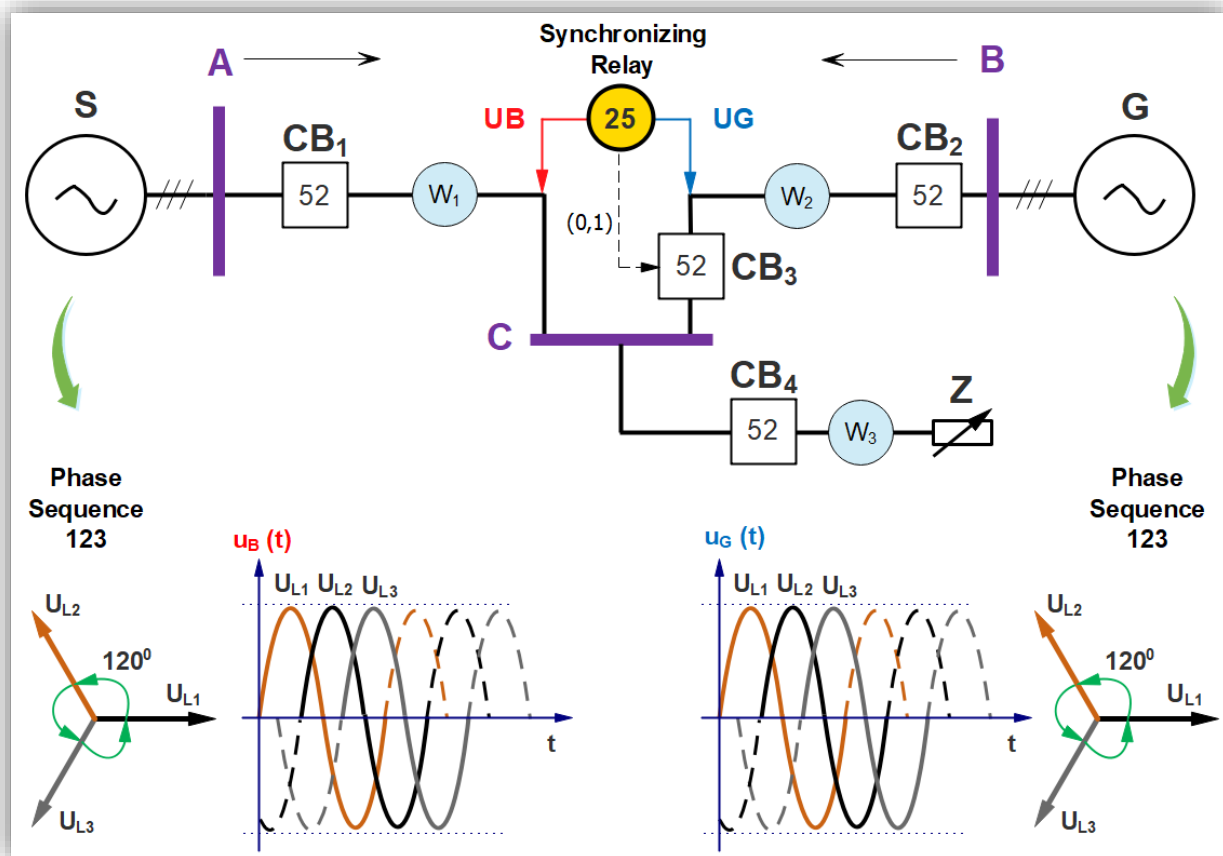 Synchronizing
Relay
A
B
S
G
UB
25
UG
CB1
CB2
52
W1
W2
52
(0,1)
52
CB3
C
CB4
Z
52
W3
Phase
Sequence
123
Phase
Sequence
123
uB (t)
uG (t)
UL1 UL2 UL3
UL1 UL2 UL3
UL2
1200
UL1
UL3
t
t
UL2
1200
UL1
UL3